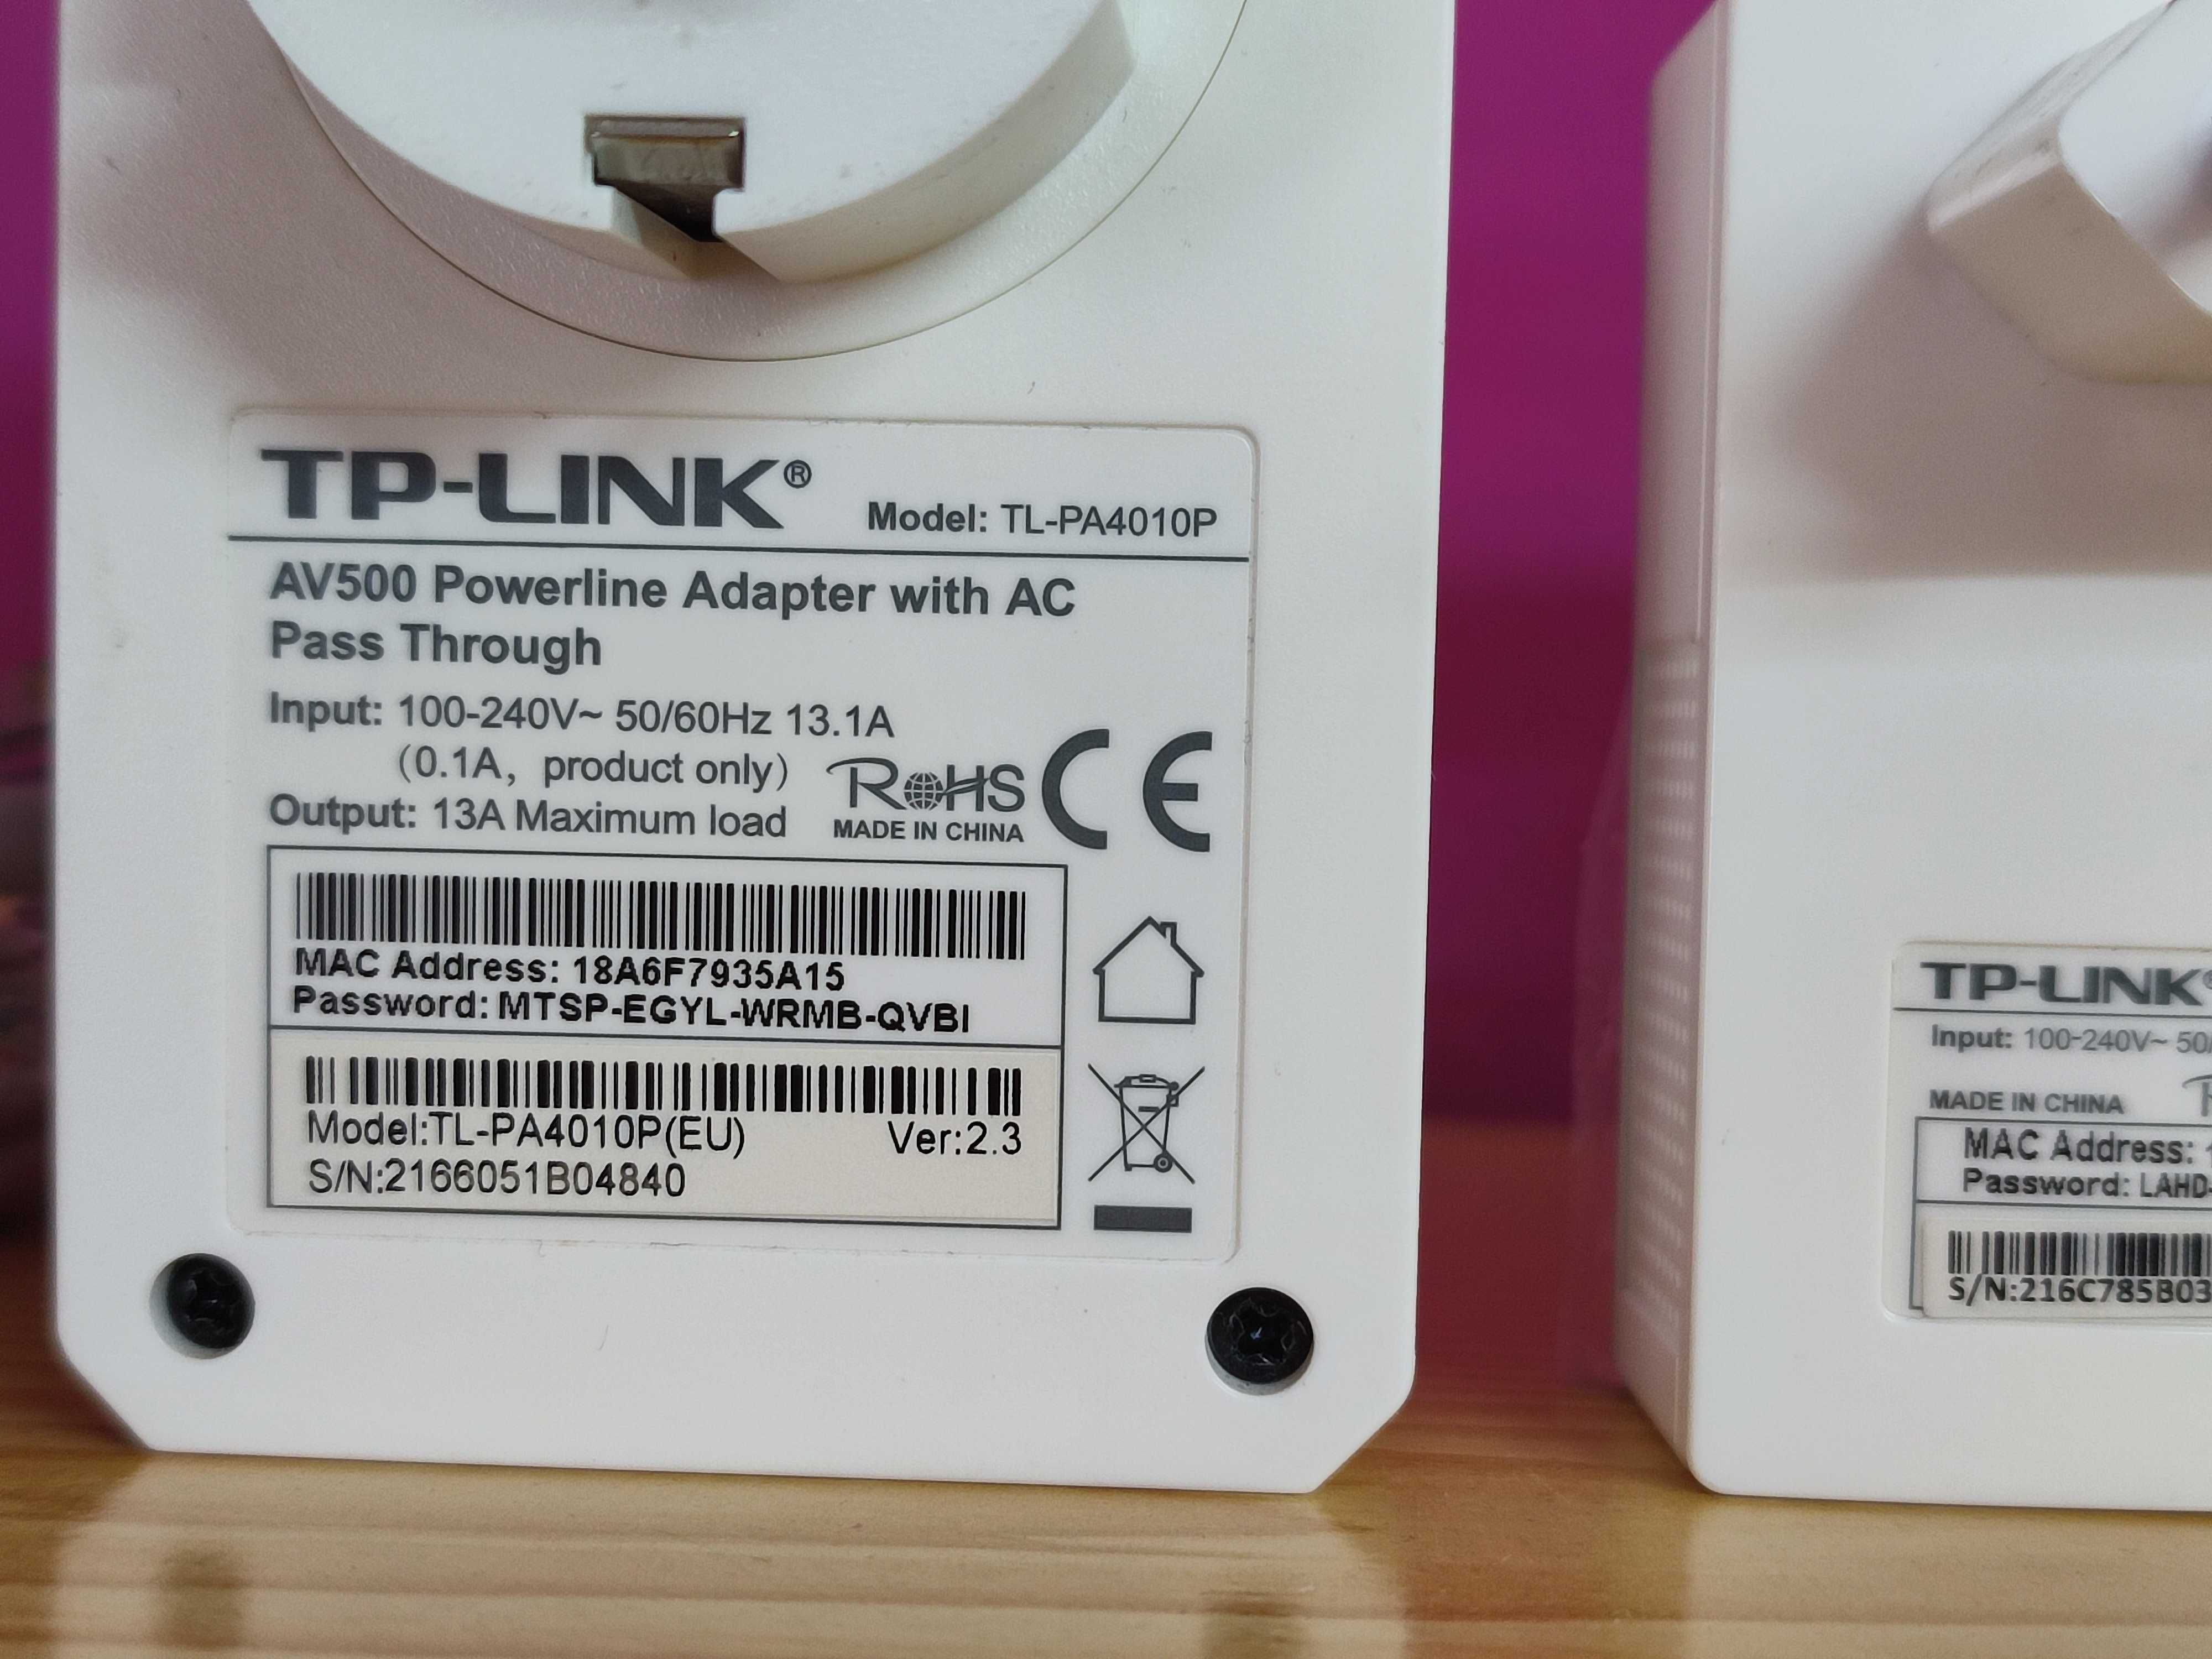 TP-LINK® Model: TL-PA4010P
AV500 Powerline Adapter with AC
Pass Through
Input: 100-240V~ 50/60Hz 13.1A
(0.1A, product only)
Output: 13A Maximum load
RoHS
MADE IN CHINA
CE
MAC Address: 18A6F7935A15
Password: MTSP-EGYL-WRMB-QVBI
Model:TL-PA4010P(EU) Ver:2.3
S/N:2166051B04840
TP-LINK
Input: 100-240V~ 50/
MADE IN CHINA
MAC Address:
Password: LAHD-
S/N:216C785B03